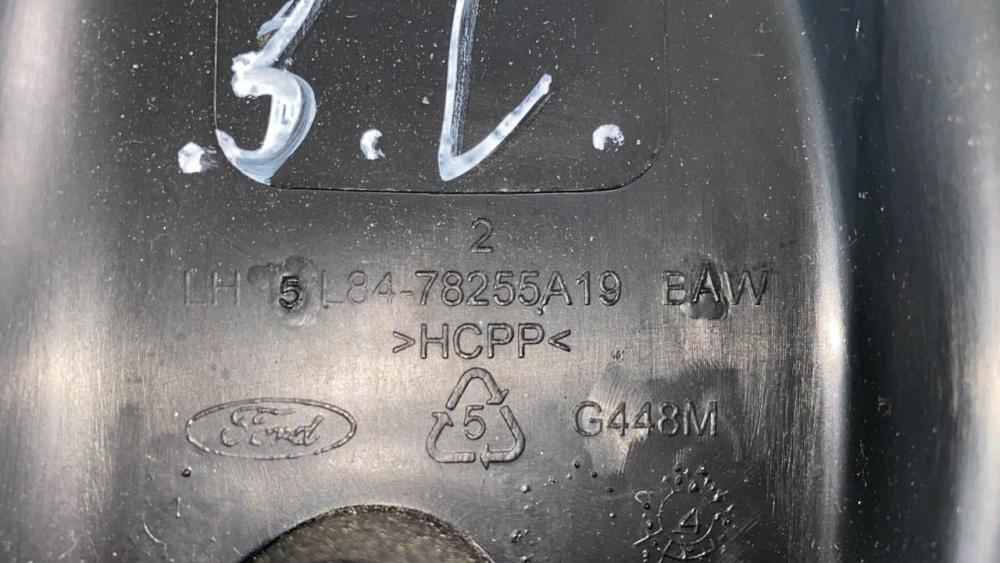 .3.L.
2
LH 5L84-78255A19 BAW
>HCPP<
Ford 5 G448M
4